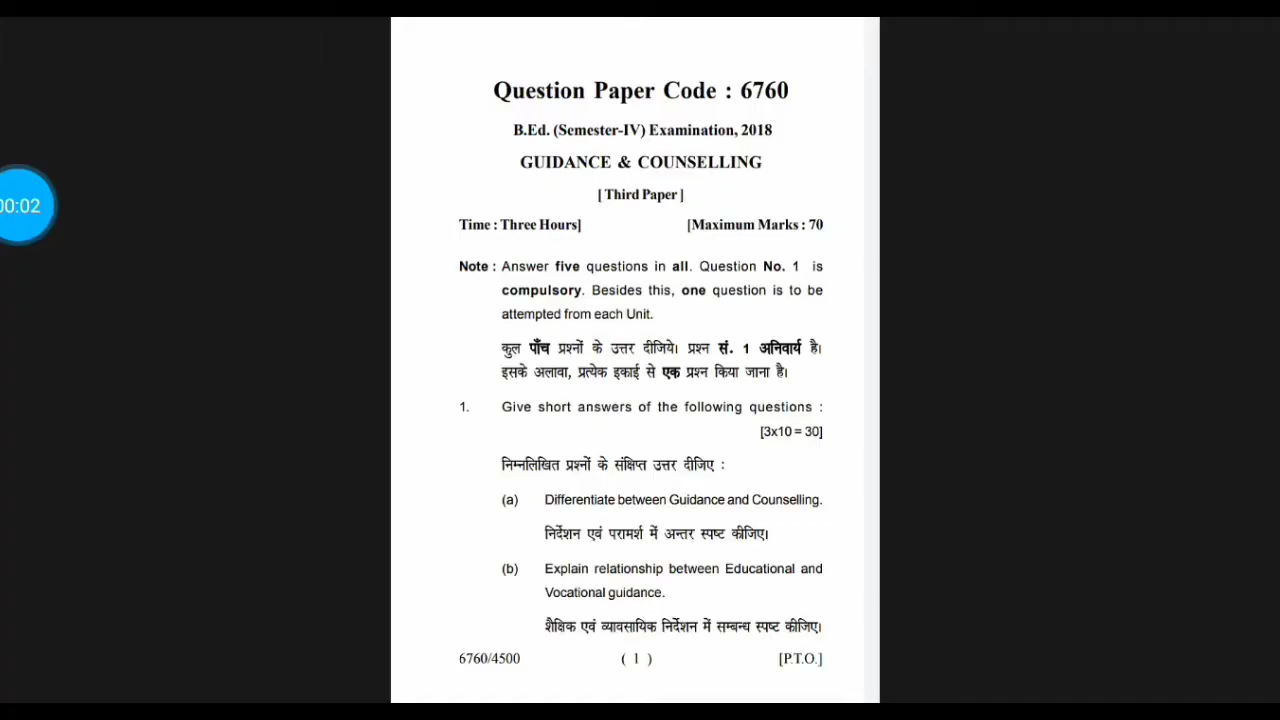 Question Paper Code : 6760
B.Ed. (Semester-IV) Examination, 2018
GUIDANCE & COUNSELLING
[ Third Paper ]
Time : Three Hours] [Maximum Marks : 70
00:02
Note : Answer five questions in all. Question No. 1 is
compulsory. Besides this, one question is to be
attempted from each Unit.
कुल पाँच प्रश्नों के उत्तर दीजिये। प्रश्न सं. 1 अनिवार्य है।
इसके अलावा, प्रत्येक इकाई से एक प्रश्न किया जाना है।
1. Give short answers of the following questions :
[3x10 = 30]
निम्नलिखित प्रश्नों के संक्षिप्त उत्तर दीजिए :
(a) Differentiate between Guidance and Counselling.
निर्देशन एवं परामर्श में अन्तर स्पष्ट कीजिए।
(b) Explain relationship between Educational and
Vocational guidance.
शैक्षिक एवं व्यावसायिक निर्देशन में सम्बन्ध स्पष्ट कीजिए।
6760/4500 ( 1 ) [P.T.O.]